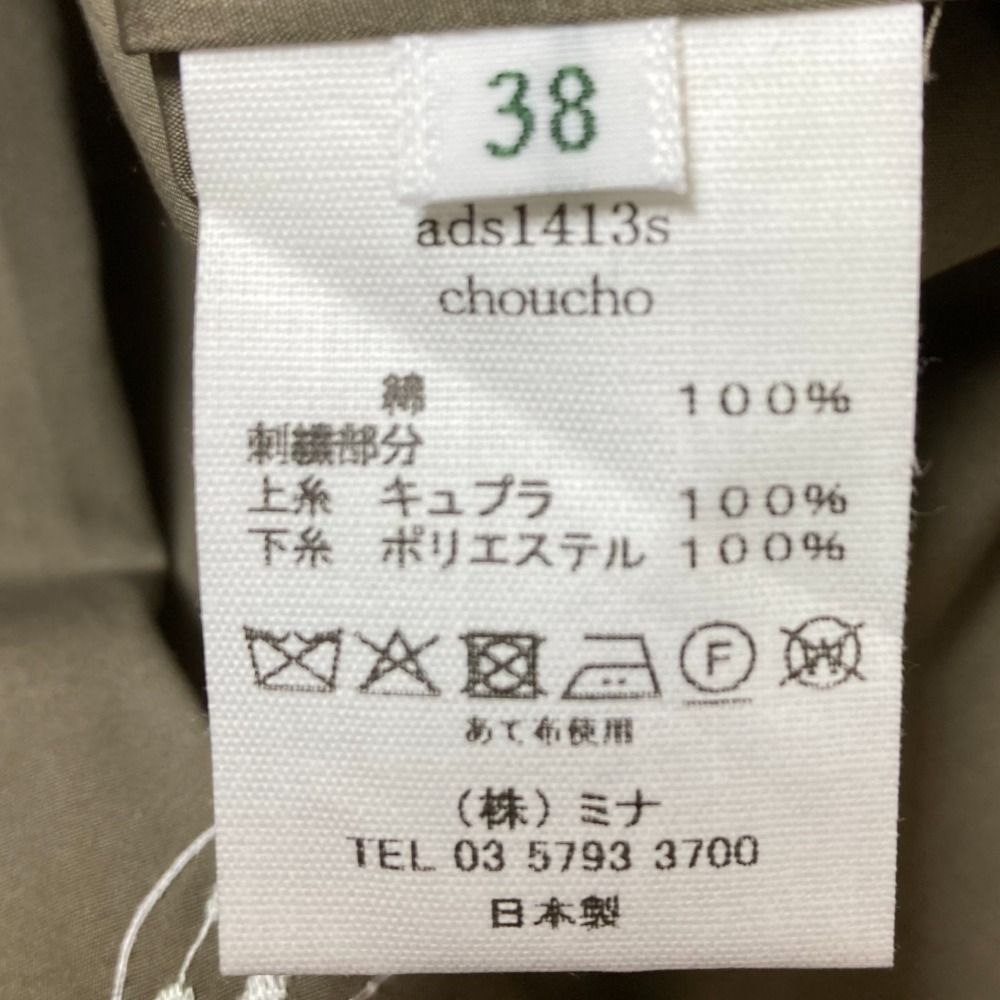 38
ads1413s
choucho
綿 100%
刺繍部分
上糸 キュプラ 100%
下糸 ポリエステル 100%
F W
あて布使用
(株)ミナ
TEL 03 5793 3700
日本製